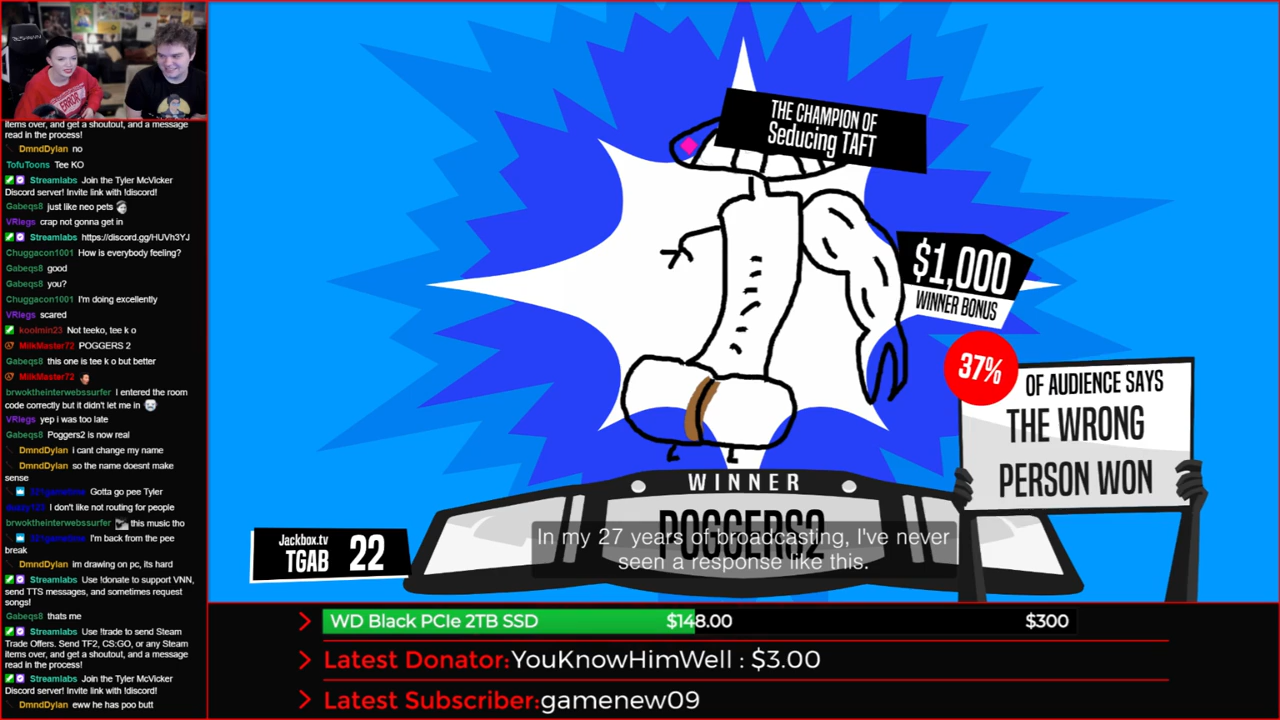 ERROR
items over, and get a shoutout, and a message
read in the process!
DmndDylan no
TofuToons Tee KO
Streamlabs Join the Tyler McVicker
Discord server! Invite link with !discord!
Gabeqs8 just like neo pets
VRlegs crap not gonna get in
Streamlabs https://discord.gg/HUVh3YJ
Chuggacon1001 How is everybody feeling?
Gabeqs8 good
Gabeqs8 you?
Chuggacon1001 I'm doing excellently
VRlegs scared
koolmin23 Not teeko, tee k o
MilkMaster72 POGGERS 2
Gabeqs8 this one is tee k o but better
MilkMaster72
brwoktheinterwebssurfer I entered the room
code correctly but it didn't let me in
VRlegs yep i was too late
Gabeqs8 Poggers2 is now real
DmndDylan i cant change my name
DmndDylan so the name doesnt make
sense
321gametime Gotta go pee Tyler
I don't like not routing for people
brwoktheinterwebssurfer this music tho
321gametime I'm back from the pee
break
DmndDylan im drawing on pc, its hard
Streamlabs Use !donate to support VNN,
send TTS messages, and sometimes request
songs!
Gabeqs8 thats me
Streamlabs Use !trade to send Steam
Trade Offers. Send TF2, CS:GO, or any Steam
items over, and get a shoutout, and a message
read in the process!
Streamlabs Join the Tyler McVicker
Discord server! Invite link with !discord!
DmndDylan eww he has poo butt
THE CHAMPION OF
Seducing TAFT
$1,000
WINNER BONUS
37%
OF AUDIENCE SAYS
THE WRONG
PERSON WON
WINNER
POGGERS2
In my 27 years of broadcasting, I've never
seen a response like this.
Jackbox.tv
TGAB 22
WD Black PCIe 2TB SSD $148.00 $300
Latest Donator:YouKnowHimWell : $3.00
Latest Subscriber:gamenew09